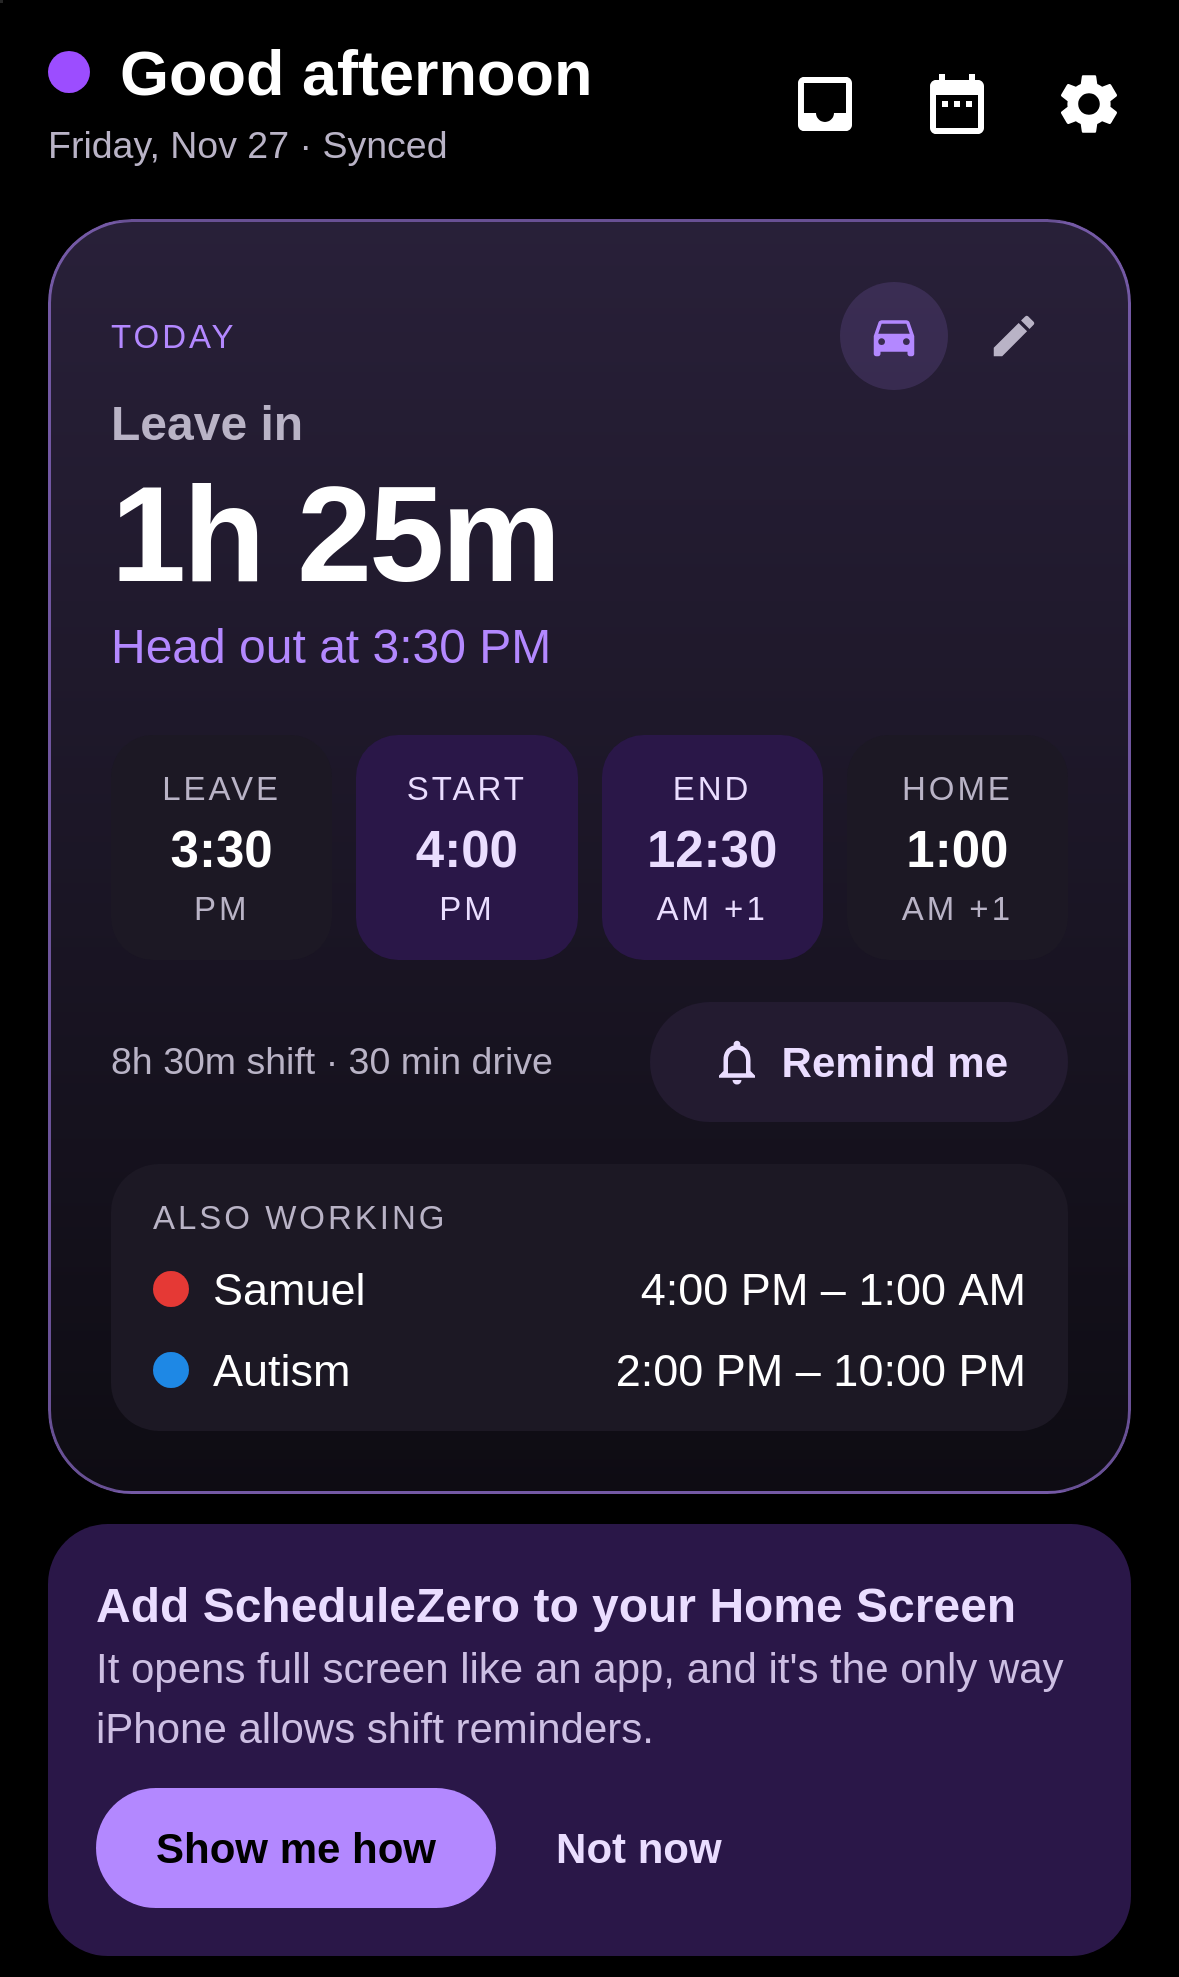 Good afternoon
Friday, Nov 27 · Synced
TODAY
Leave in
1h 25m
Head out at 3:30 PM
LEAVE
3:30
PM
START
4:00
PM
END
12:30
AM +1
HOME
1:00
AM +1
8h 30m shift · 30 min drive
Remind me
ALSO WORKING
Samuel 4:00 PM – 1:00 AM
Autism 2:00 PM – 10:00 PM
Add ScheduleZero to your Home Screen
It opens full screen like an app, and it's the only way
iPhone allows shift reminders.
Show me how
Not now